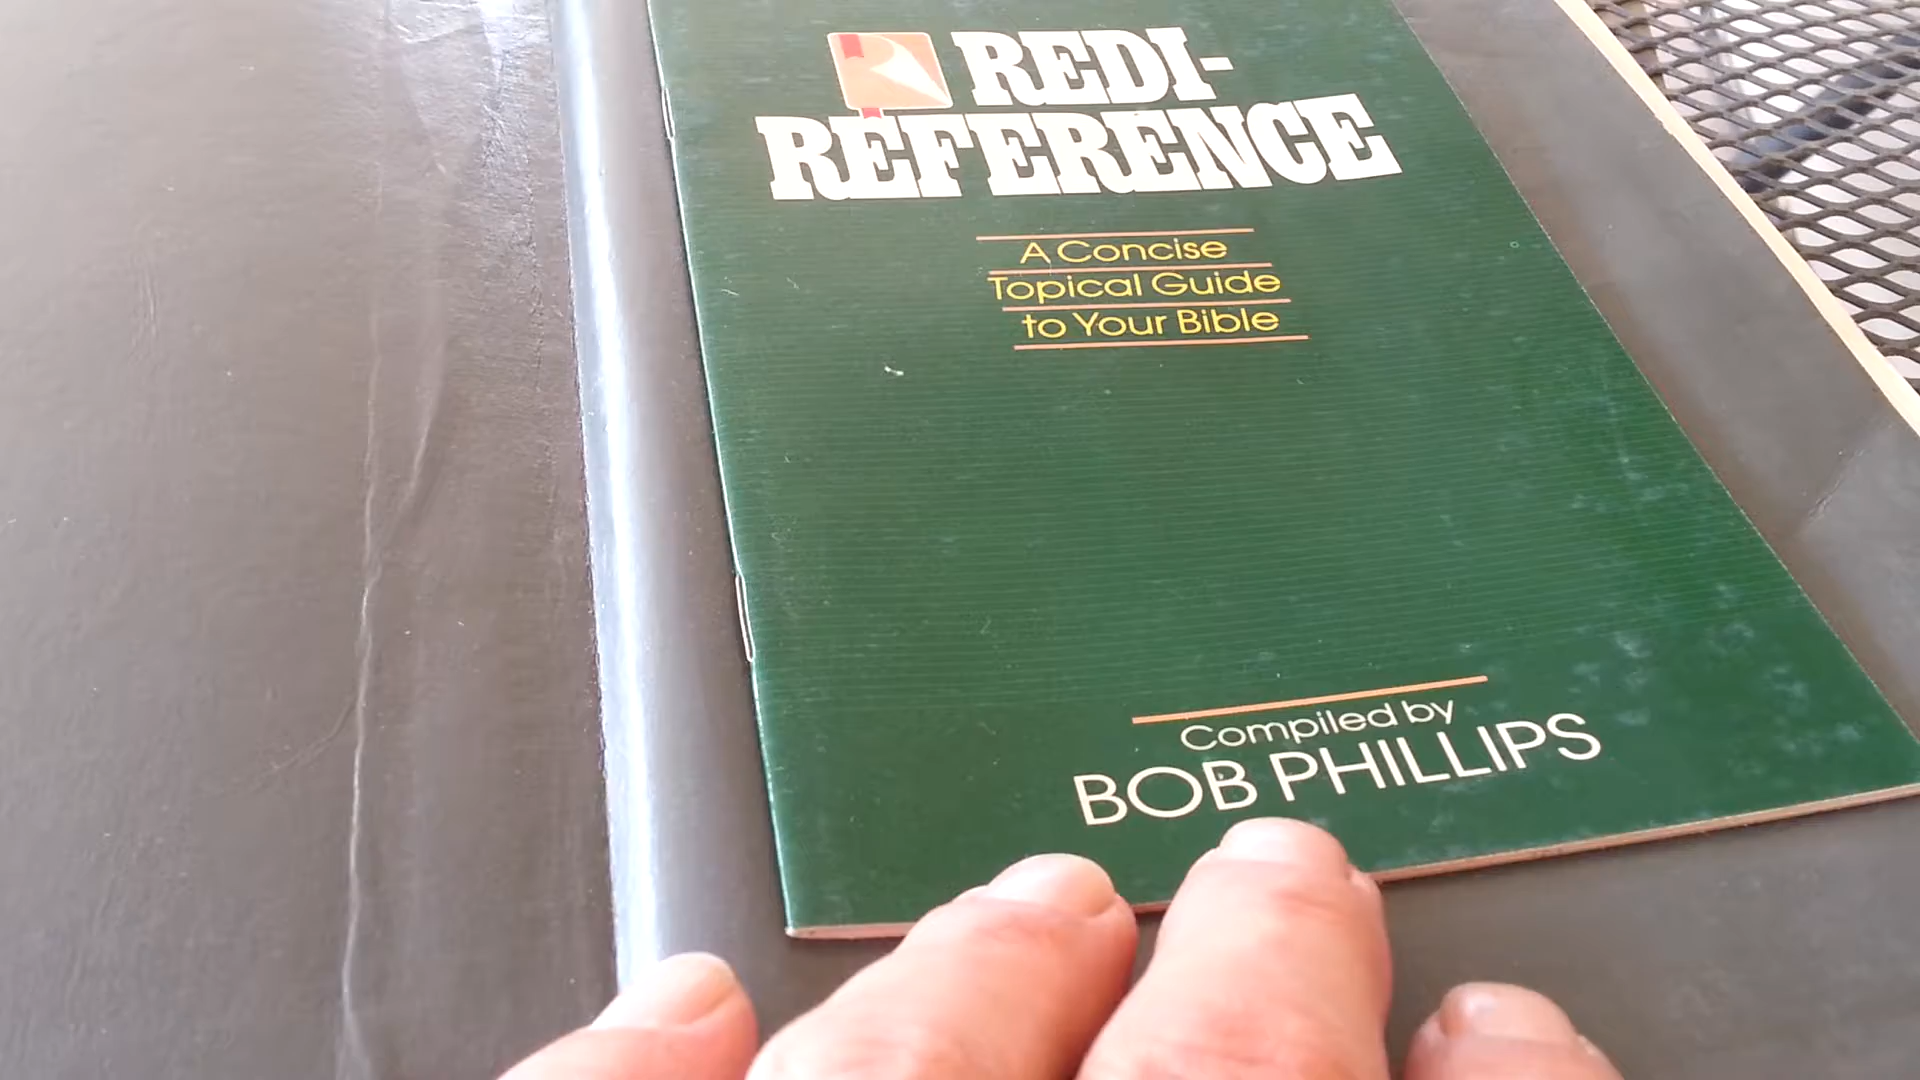 REDI-
REFERENCE
A Concise
Topical Guide
to Your Bible
Compiled by
BOB PHILLIPS